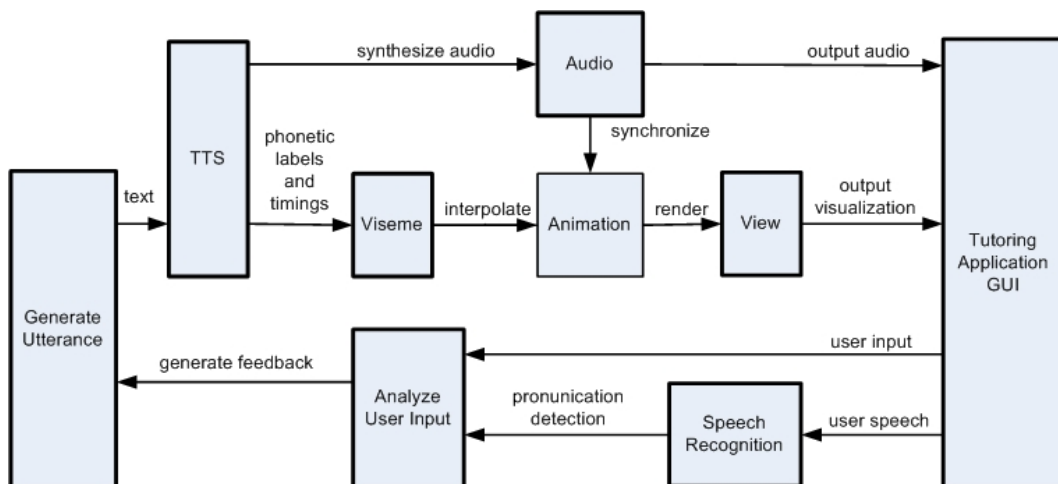 synthesize audio
Audio
output audio
TTS
phonetic
labels
and
timings
synchronize
text
Viseme
interpolate
Animation
render
View
output
visualization
Tutoring
Application
GUI
Generate
Utterance
generate feedback
Analyze
User Input
user input
pronunication
detection
Speech
Recognition
user speech